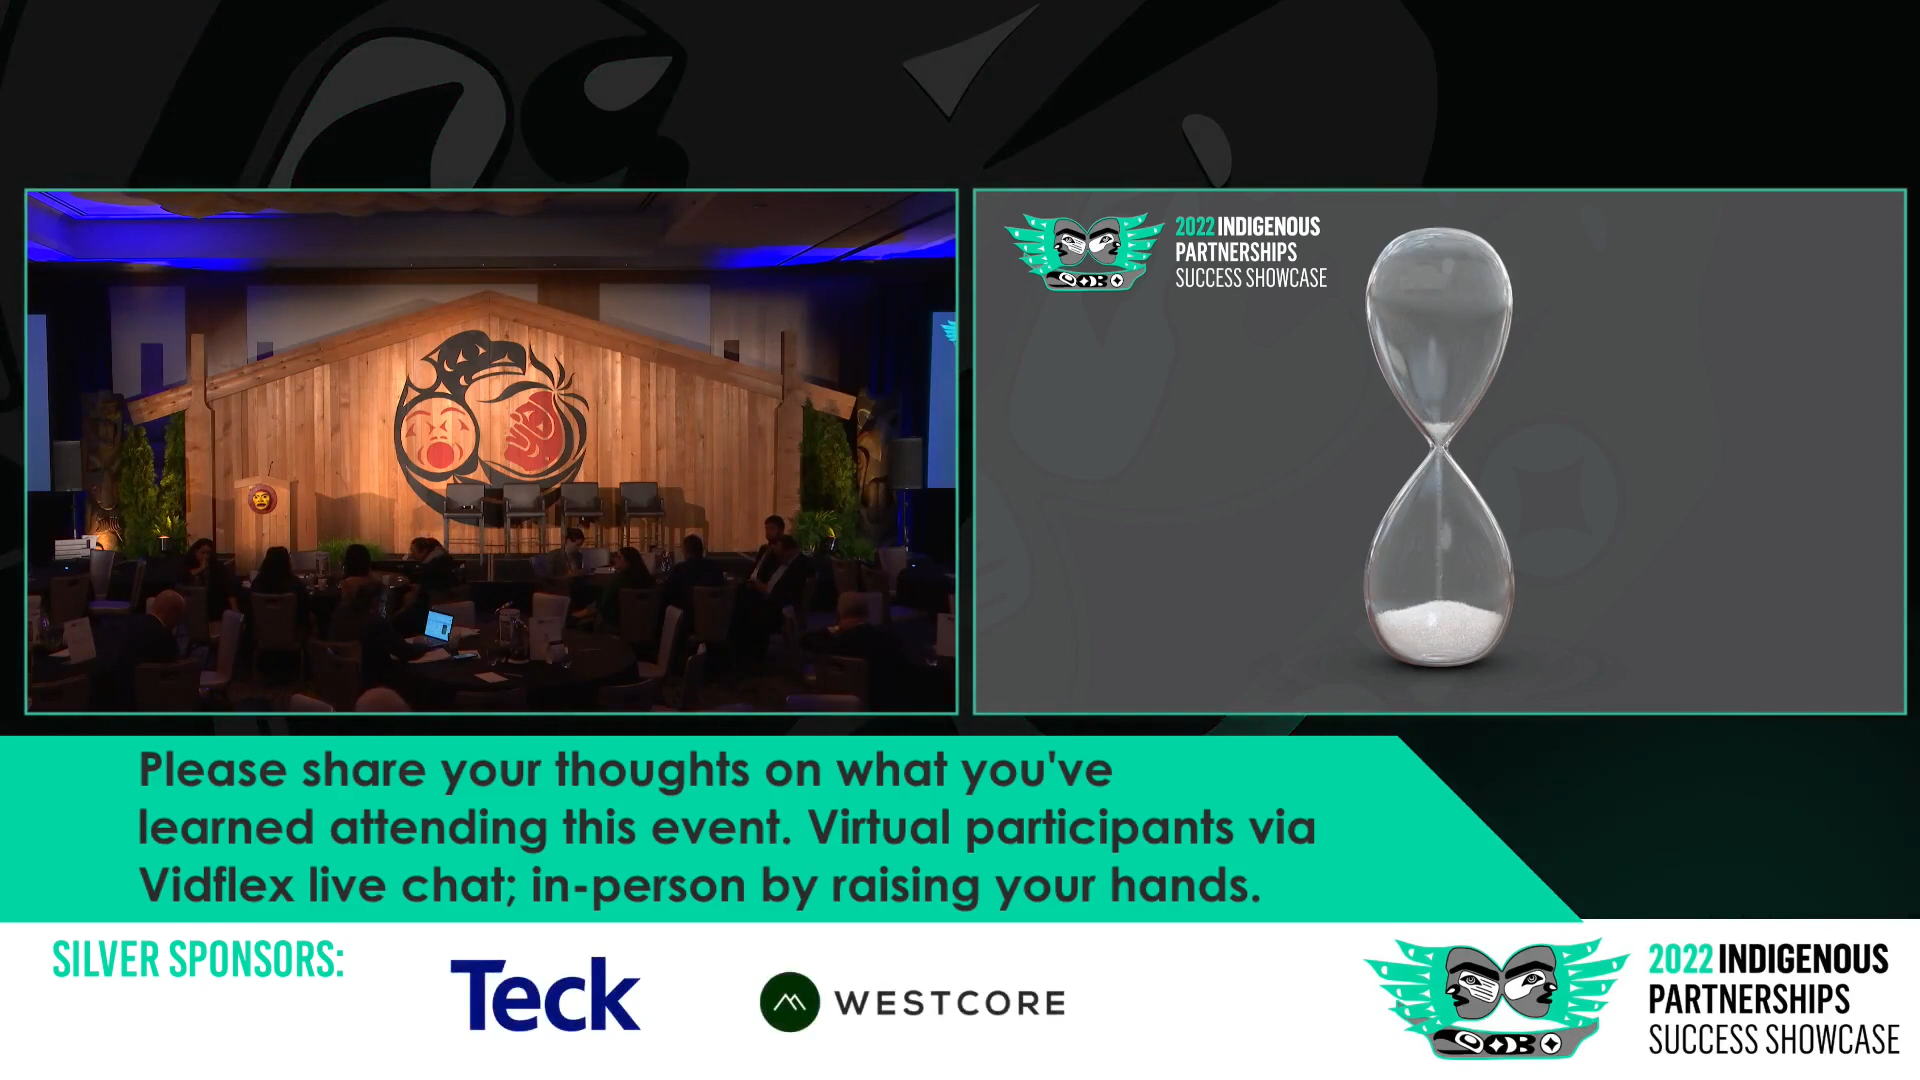 2022 INDIGENOUS
PARTNERSHIPS
SUCCESS SHOWCASE
Please share your thoughts on what you've
learned attending this event. Virtual participants via
Vidflex live chat; in-person by raising your hands.
SILVER SPONSORS:
Teck
WESTCORE
2022 INDIGENOUS
PARTNERSHIPS
SUCCESS SHOWCASE